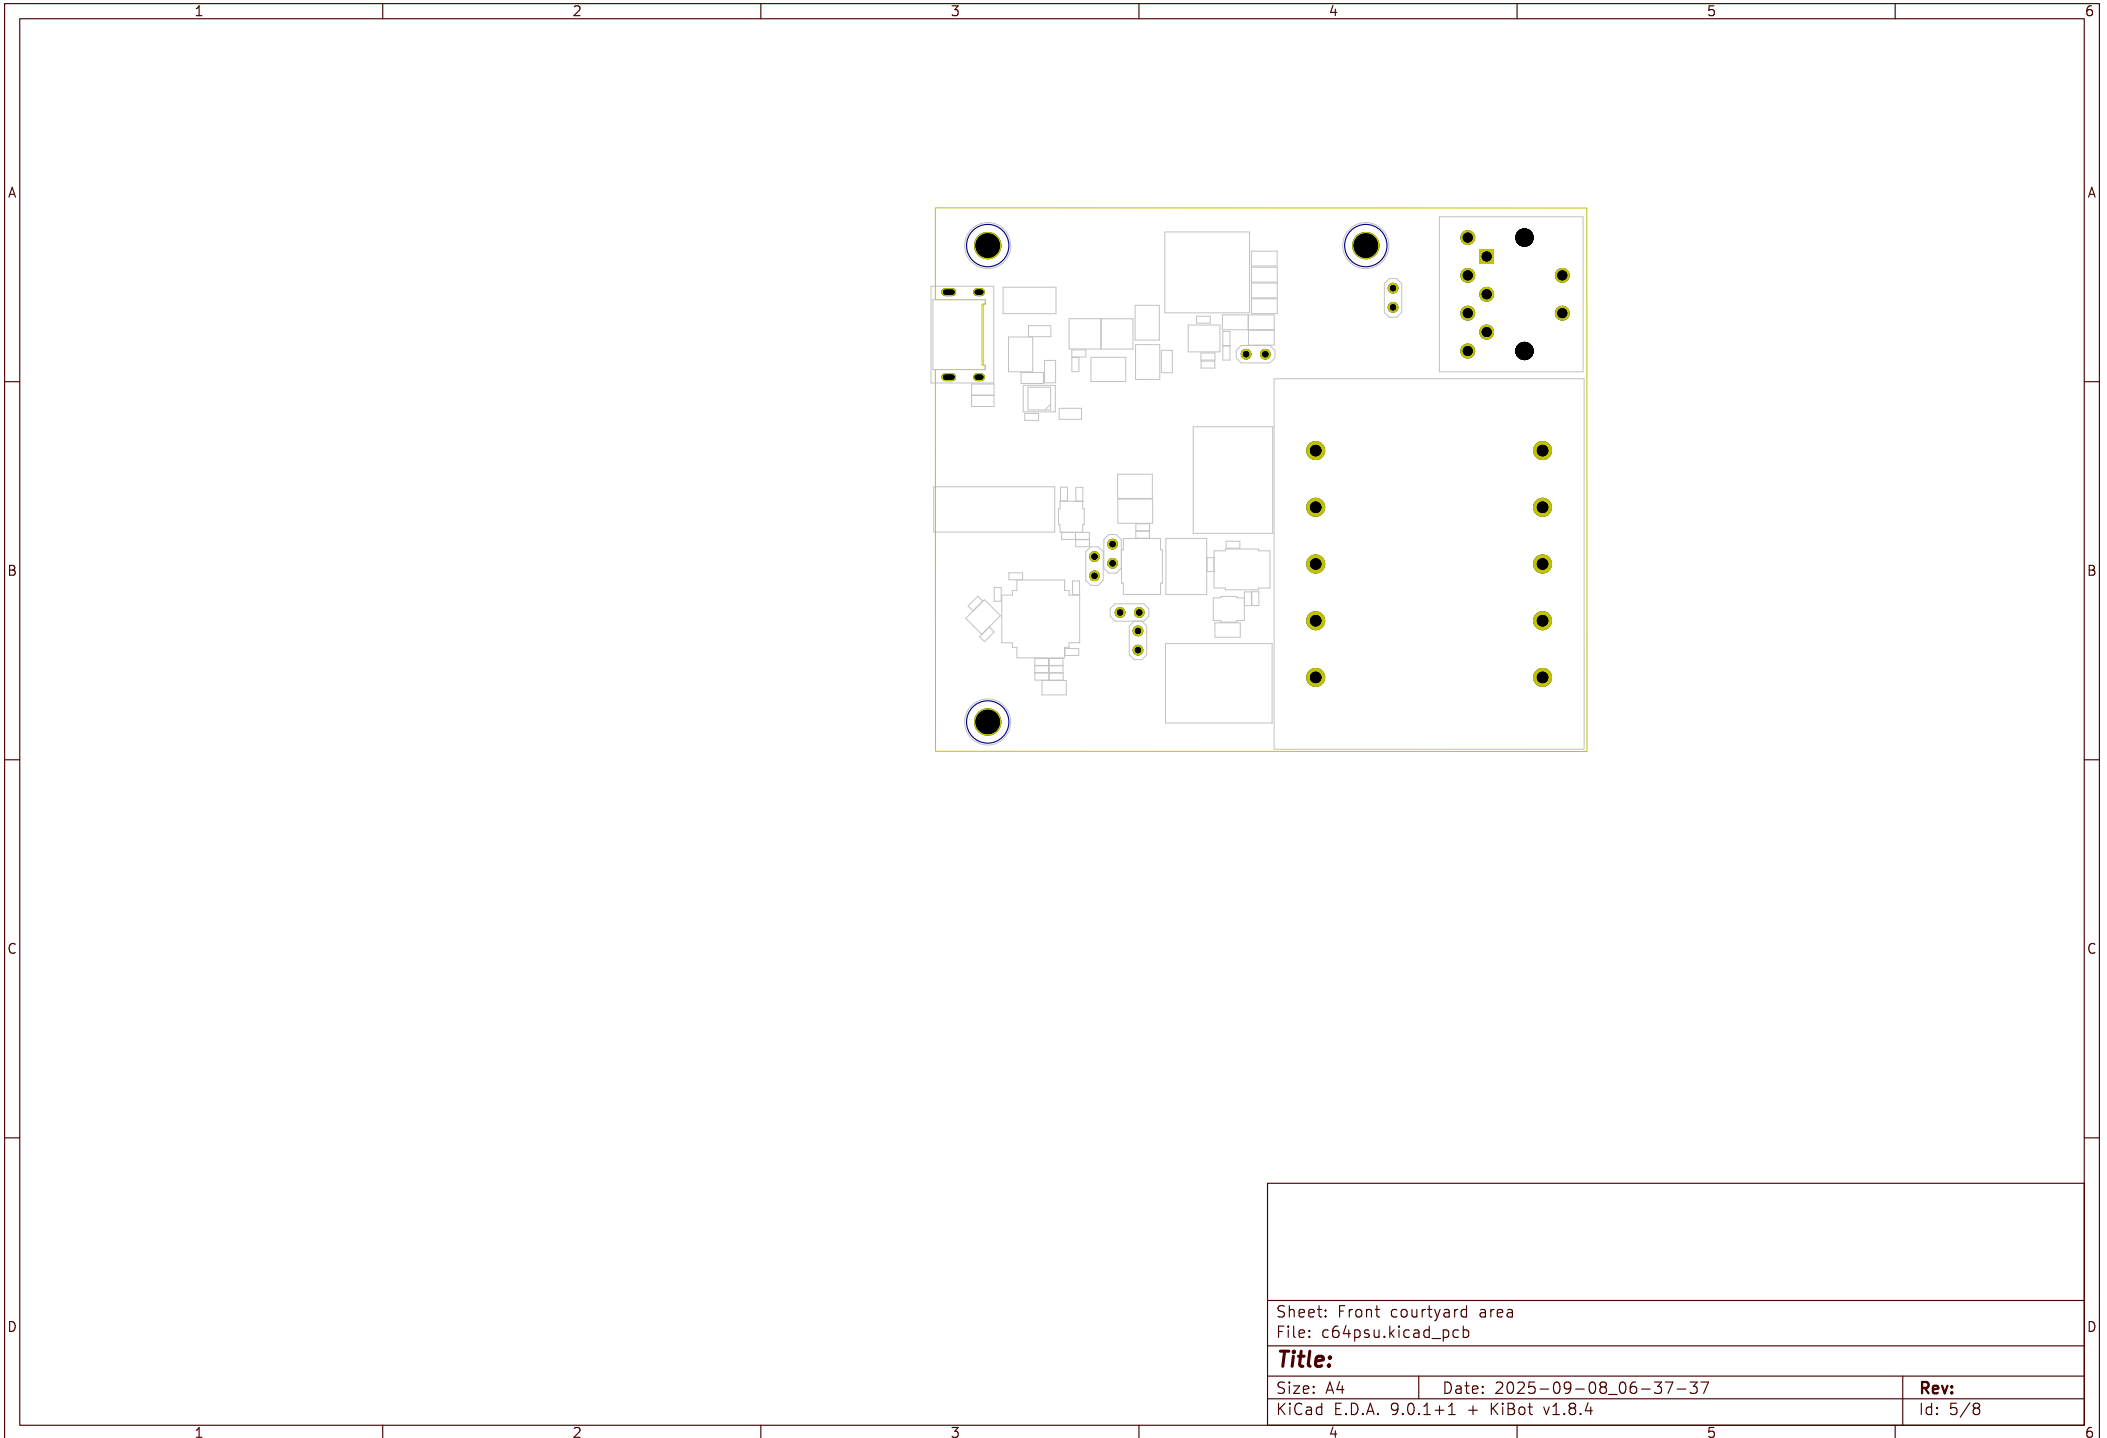 1 2 3 4 5 6
A A
B B
C C
D D
Sheet: Front courtyard area
File: c64psu.kicad_pcb
Title:
Size: A4 Date: 2025-09-08_06-37-37 Rev:
KiCad E.D.A. 9.0.1+1 + KiBot v1.8.4 Id: 5/8
1 2 3 4 5 6